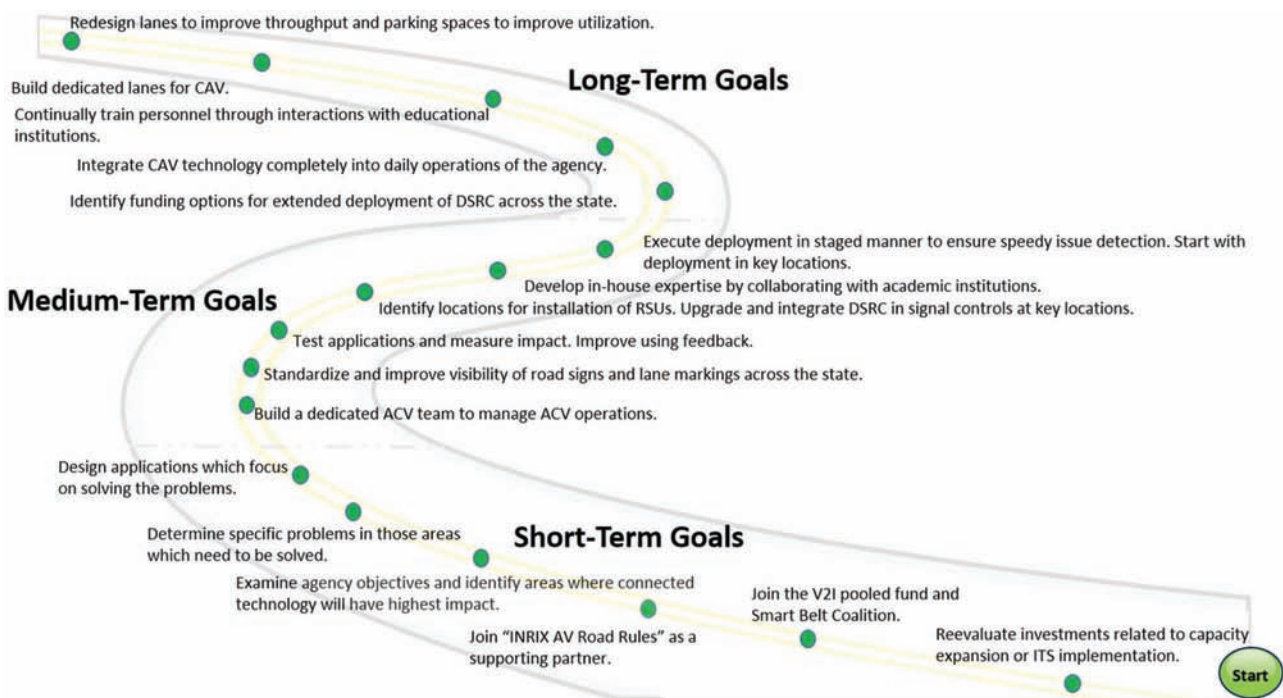 Redesign lanes to improve throughput and parking spaces to improve utilization.
Long-Term Goals
Build dedicated lanes for CAV.
Continually train personnel through interactions with educational
institutions.
Integrate CAV technology completely into daily operations of the agency.
Identify funding options for extended deployment of DSRC across the state.
Execute deployment in staged manner to ensure speedy issue detection. Start with
deployment in key locations.
Develop in-house expertise by collaborating with academic institutions.
Medium-Term Goals
Identify locations for installation of RSUs. Upgrade and integrate DSRC in signal controls at key locations.
Test applications and measure impact. Improve using feedback.
Standardize and improve visibility of road signs and lane markings across the state.
Build a dedicated ACV team to manage ACV operations.
Design applications which focus
on solving the problems.
Determine specific problems in those areas
which need to be solved.
Short-Term Goals
Examine agency objectives and identify areas where connected
technology will have highest impact.
Join the V2I pooled fund and
Smart Belt Coalition.
Join “INRIX AV Road Rules” as a
supporting partner.
Reevaluate investments related to capacity
expansion or ITS implementation.
Start